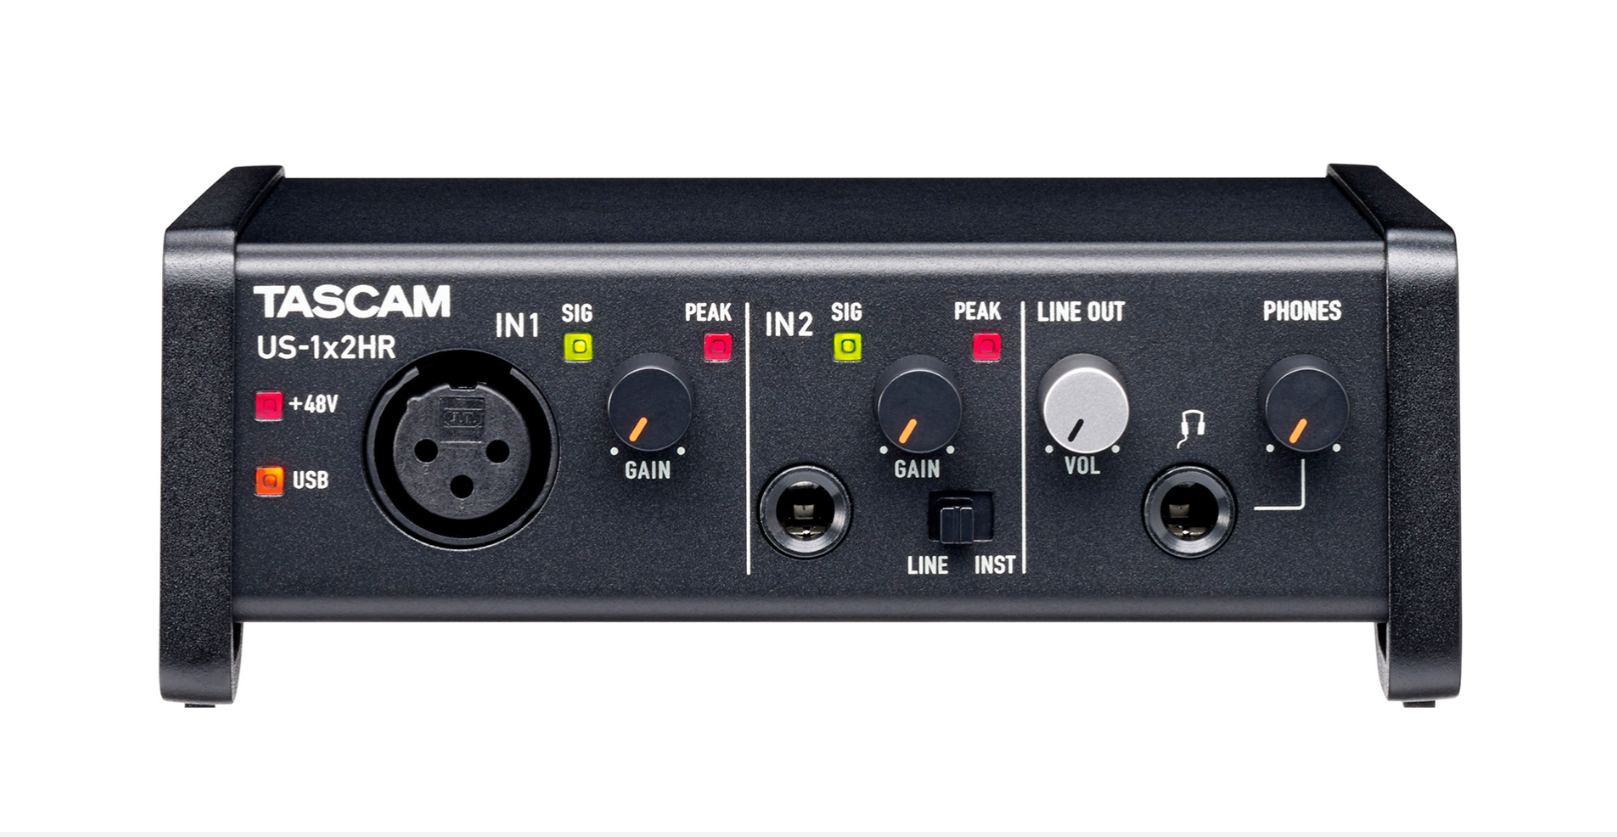 TASCAM
US-1x2HR
+48V
USB
IN1
SIG
PEAK
GAIN
IN2
SIG
PEAK
GAIN
LINE INST
LINE OUT
VOL
PHONES